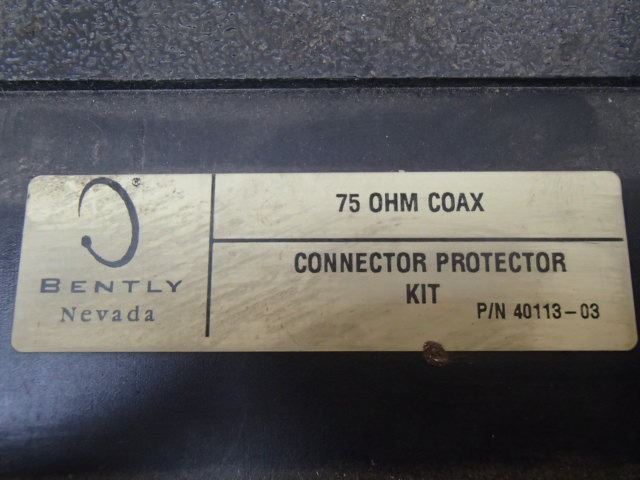 ®
BENTLY
Nevada
75 OHM COAX
CONNECTOR PROTECTOR
KIT
P/N 40113-03